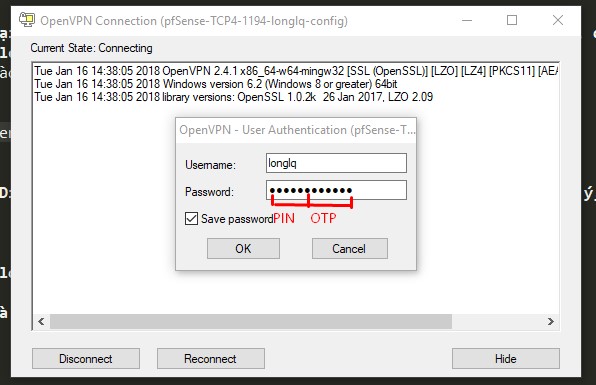 OpenVPN Connection (pfSense-TCP4-1194-longlq-config)
Current State: Connecting
Tue Jan 16 14:38:05 2018 OpenVPN 2.4.1 x86_64-w64-mingw32 [SSL (OpenSSL)] [LZO] [LZ4] [PKCS11] [AEA
Tue Jan 16 14:38:05 2018 Windows version 6.2 (Windows 8 or greater) 64bit
Tue Jan 16 14:38:05 2018 library versions: OpenSSL 1.0.2k 26 Jan 2017, LZO 2.09
OpenVPN - User Authentication (pfSense-T...
Username:
longlq
Password:
●●●●●●●●●●●●
Save password
PIN
OTP
OK
Cancel
Disconnect
Reconnect
Hide